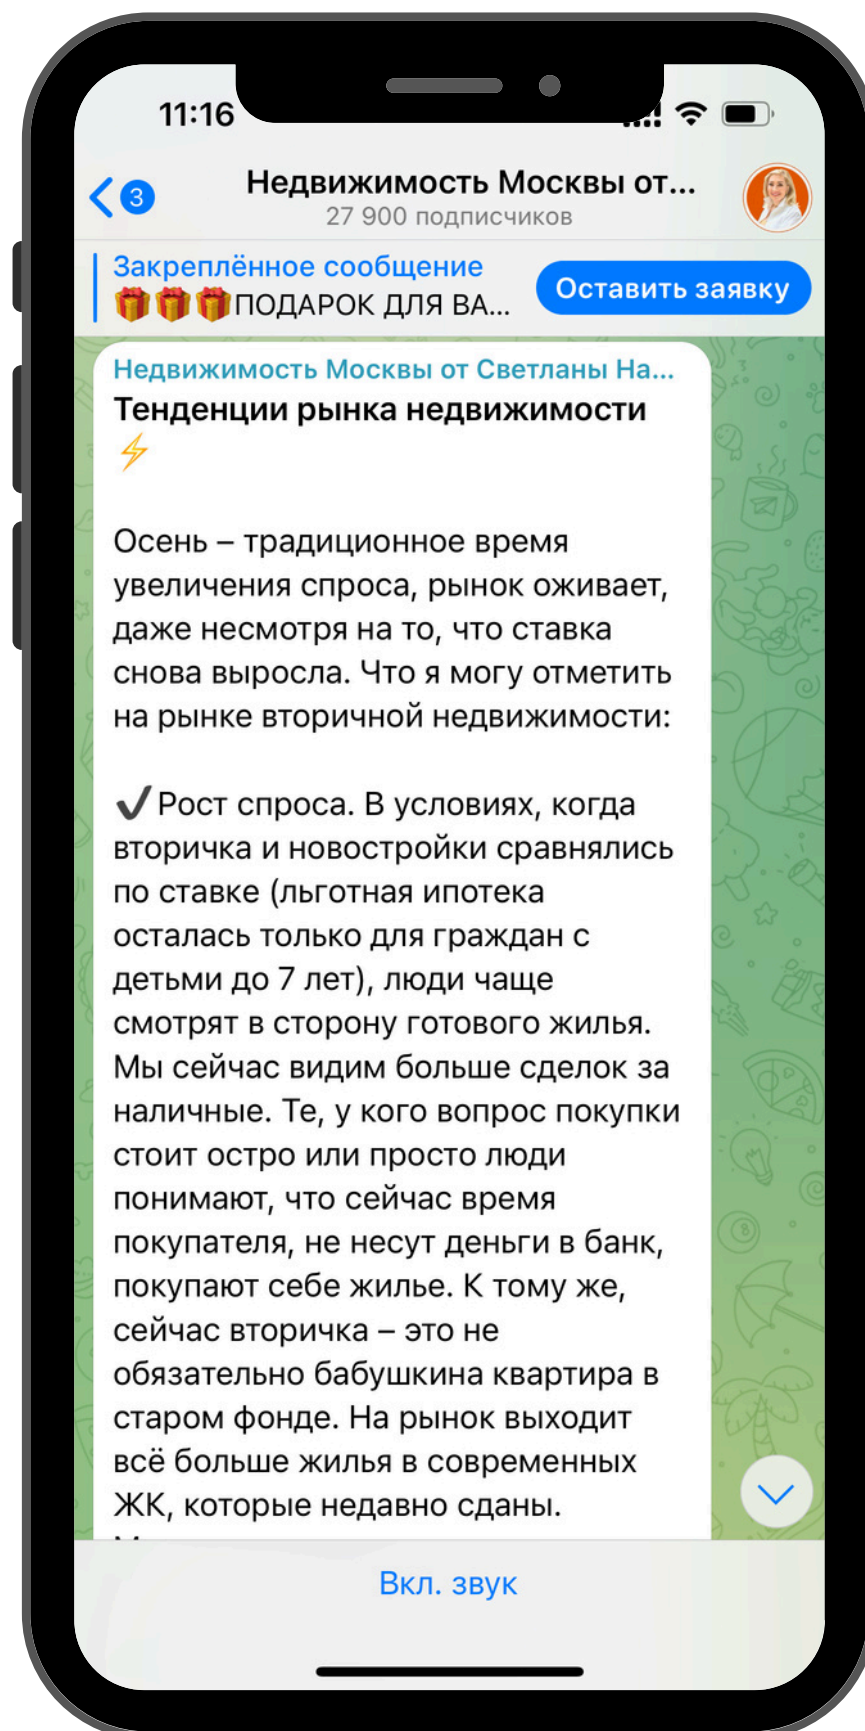 11:16
3
Недвижимость Москвы от...
27 900 подписчиков
Закреплённое сообщение
🎁🎁🎁ПОДАРОК ДЛЯ ВА...
Оставить заявку
Недвижимость Москвы от Светланы На...
Тенденции рынка недвижимости
⚡
Осень – традиционное время
увеличения спроса, рынок оживает,
даже несмотря на то, что ставка
снова выросла. Что я могу отметить
на рынке вторичной недвижимости:
✔Рост спроса. В условиях, когда
вторичка и новостройки сравнялись
по ставке (льготная ипотека
осталась только для граждан с
детьми до 7 лет), люди чаще
смотрят в сторону готового жилья.
Мы сейчас видим больше сделок за
наличные. Те, у кого вопрос покупки
стоит остро или просто люди
понимают, что сейчас время
покупателя, не несут деньги в банк,
покупают себе жилье. К тому же,
сейчас вторичка – это не
обязательно бабушкина квартира в
старом фонде. На рынок выходит
всё больше жилья в современных
ЖК, которые недавно сданы.
Вкл. звук